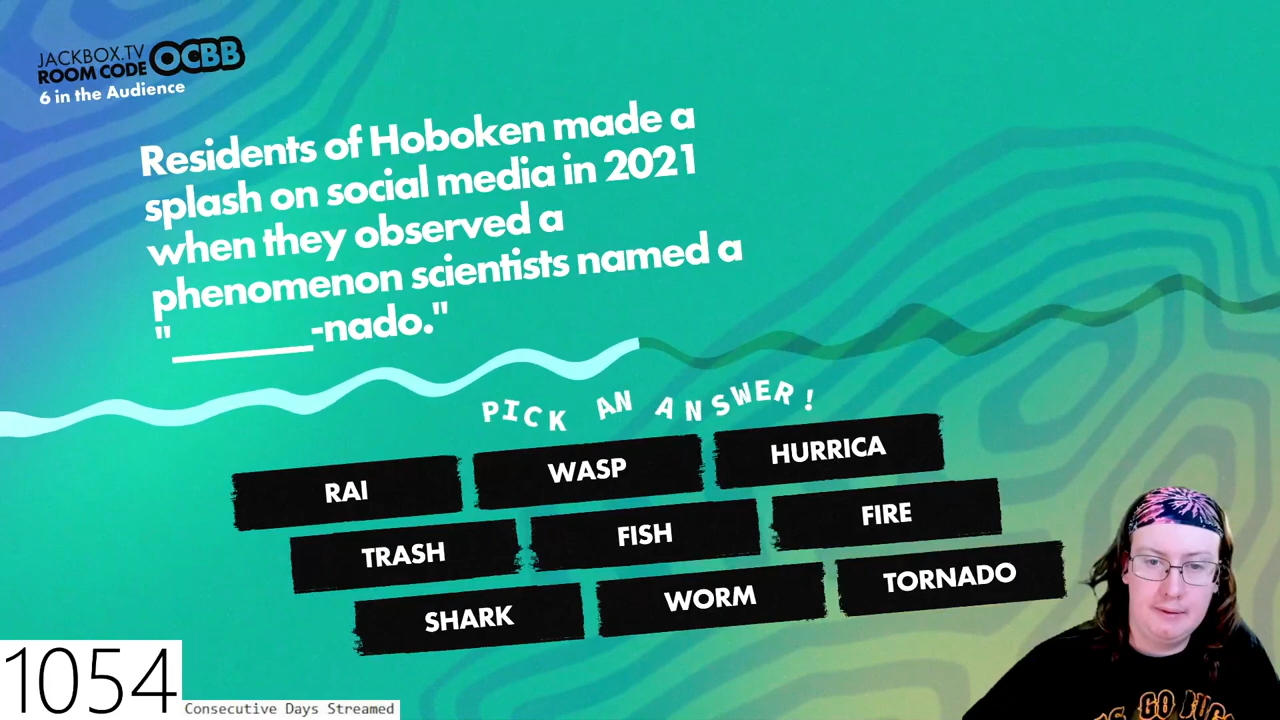 JACKBOX.TV
ROOM CODE OCBB
6 in the Audience
Residents of Hoboken made a
splash on social media in 2021
when they observed a
phenomenon scientists named a
"______-nado."
PICK AN ANSWER!
RAI
WASP
HURRICA
TRASH
FISH
FIRE
SHARK
WORM
TORNADO
1054
Consecutive Days Streamed
GO